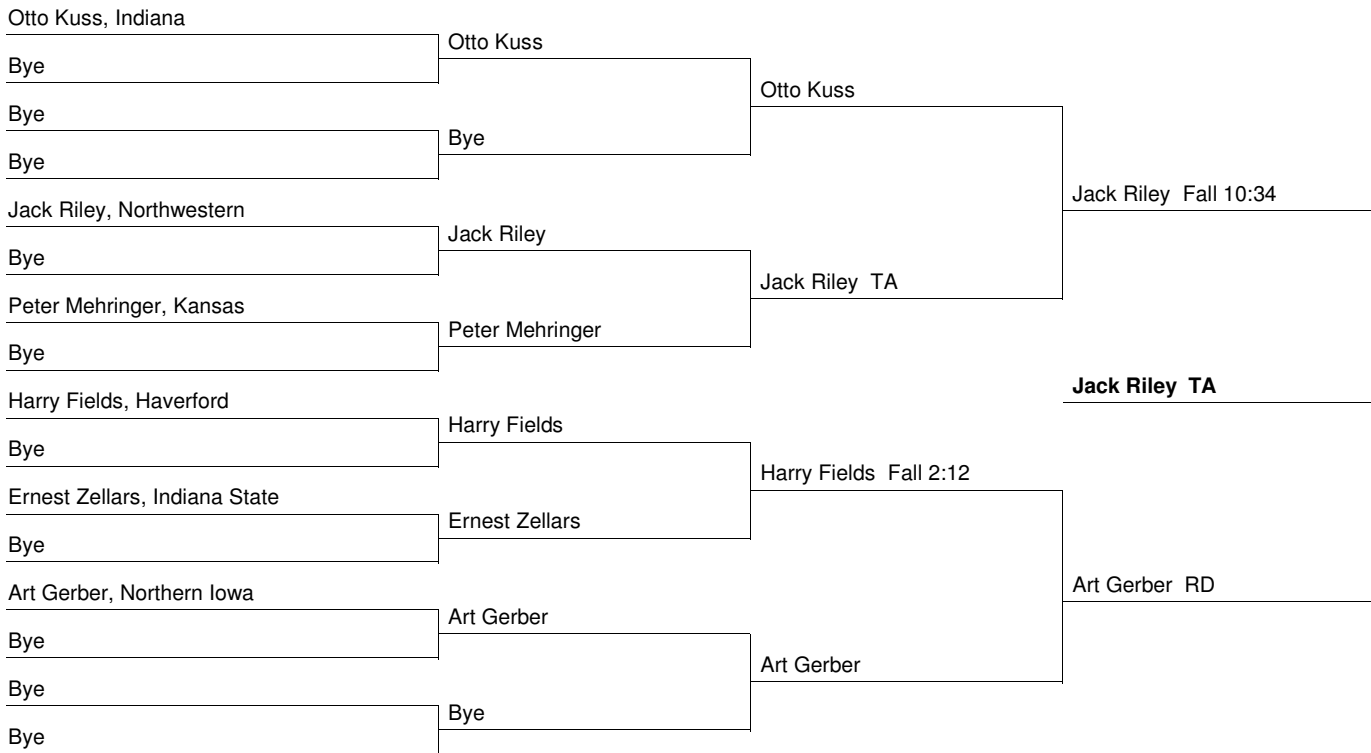 Otto Kuss, Indiana
Bye
Bye
Bye
Jack Riley, Northwestern
Bye
Peter Mehringer, Kansas
Bye
Harry Fields, Haverford
Bye
Ernest Zellars, Indiana State
Bye
Art Gerber, Northern Iowa
Bye
Bye
Bye
Otto Kuss
Bye
Jack Riley
Peter Mehringer
Harry Fields
Ernest Zellars
Art Gerber
Bye
Otto Kuss
Jack Riley TA
Harry Fields Fall 2:12
Art Gerber
Jack Riley Fall 10:34
Art Gerber RD
Jack Riley TA